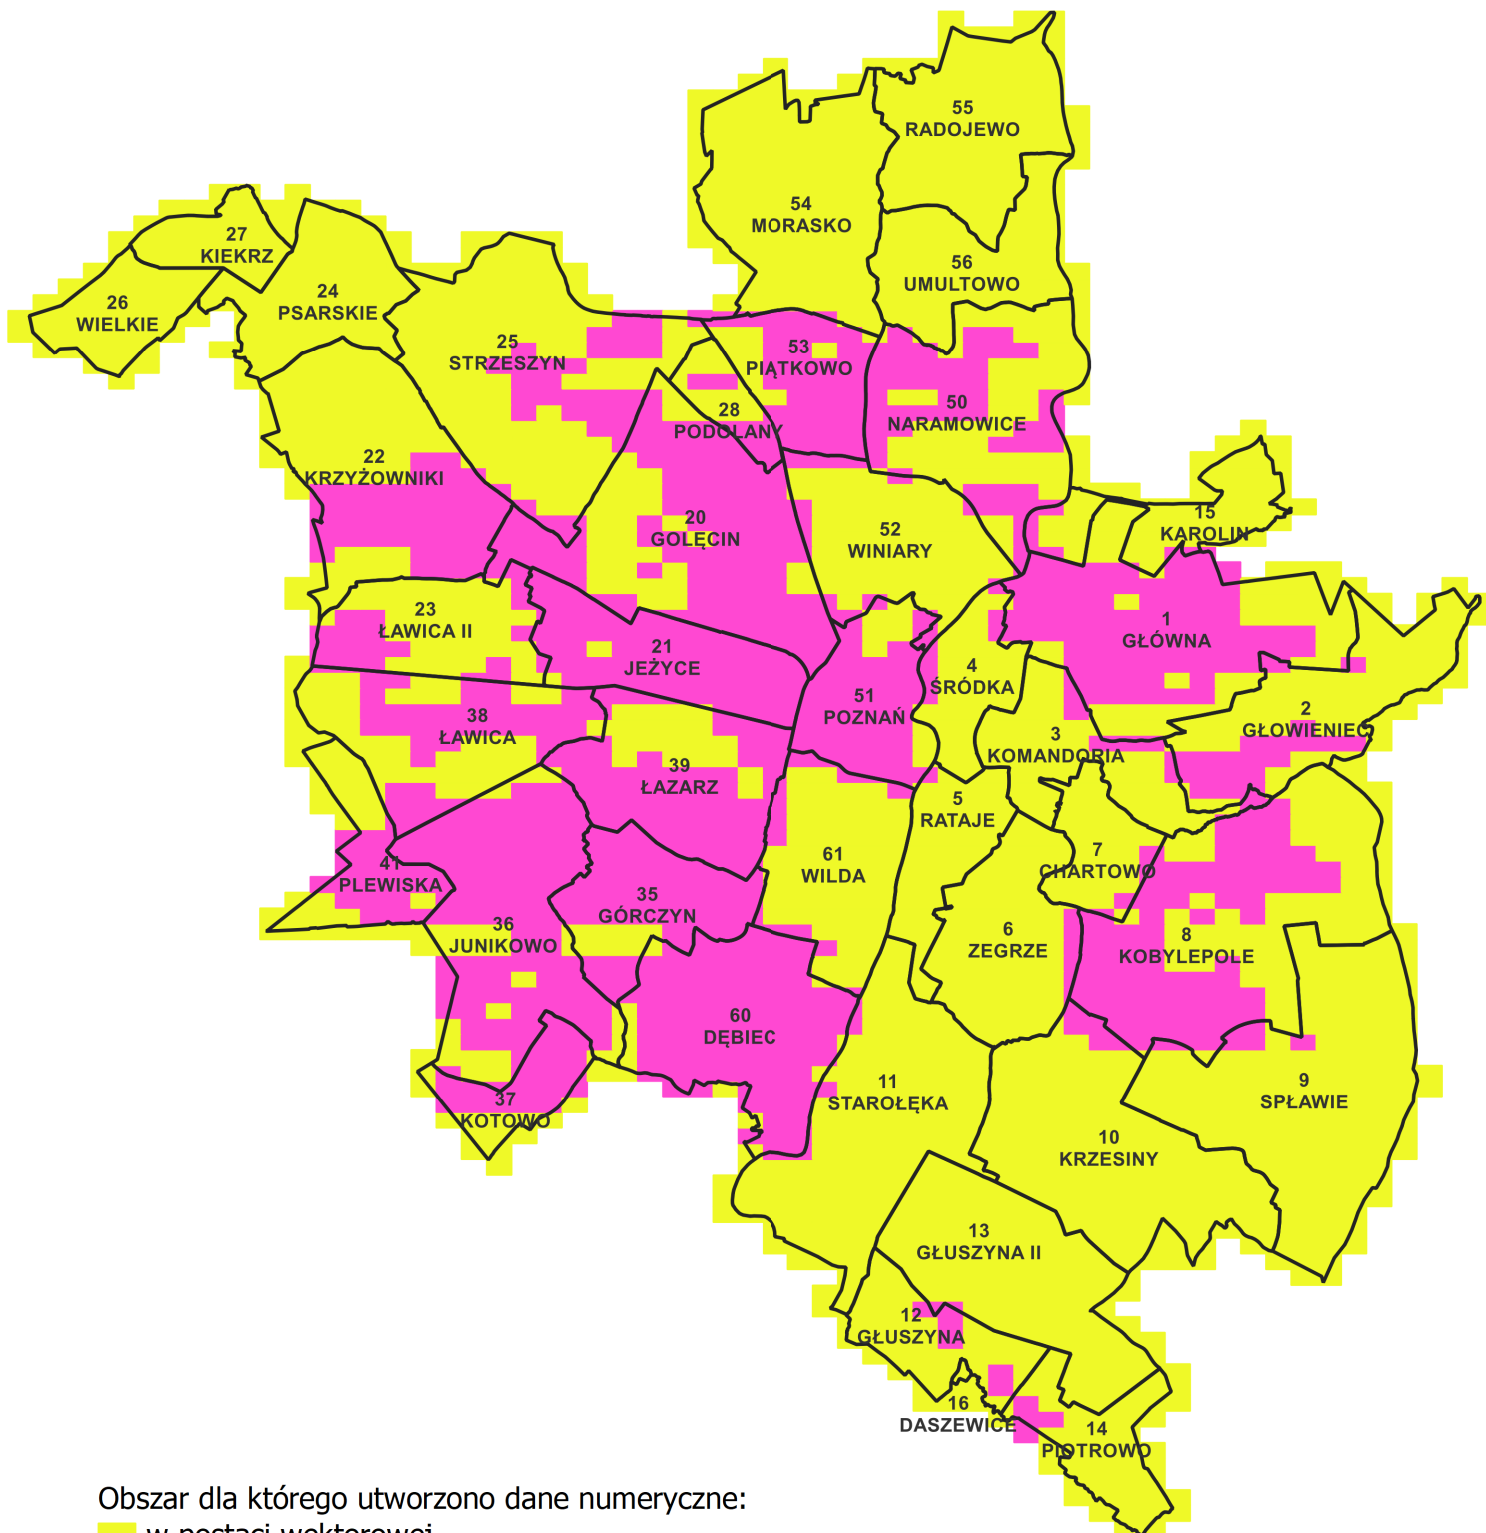 55
RADOJEWO
54
MORASKO
27
KIEKRZ
56
UMULTOWO
24
PSARSKIE
26
WIELKIE
25
STRZESZYN
53
PIĄTKOWO
28
PODOLANY
50
NARAMOWICE
22
KRZYŻOWNIKI
20
GOLĘCIN
52
WINIARY
15
KAROLIN
23
ŁAWICA II
1
GŁÓWNA
21
JEŻYCE
4
ŚRÓDKA
51
POZNAŃ
38
ŁAWICA
2
GŁOWIENIEC
3
KOMANDORIA
39
ŁAZARZ
5
RATAJE
61
WILDA
7
CHARTOWO
41
PLEWISKA
35
GÓRCZYN
36
JUNIKOWO
6
ZEGRZE
8
KOBYLEPOLE
60
DĘBIEC
11
STAROŁĘKA
9
SPŁAWIE
37
KOTOWO
10
KRZESINY
13
GŁUSZYNA II
12
GŁUSZYNA
16
DASZEWICE
14
PIOTROWO
Obszar dla którego utworzono dane numeryczne:
w postaci wektorowej